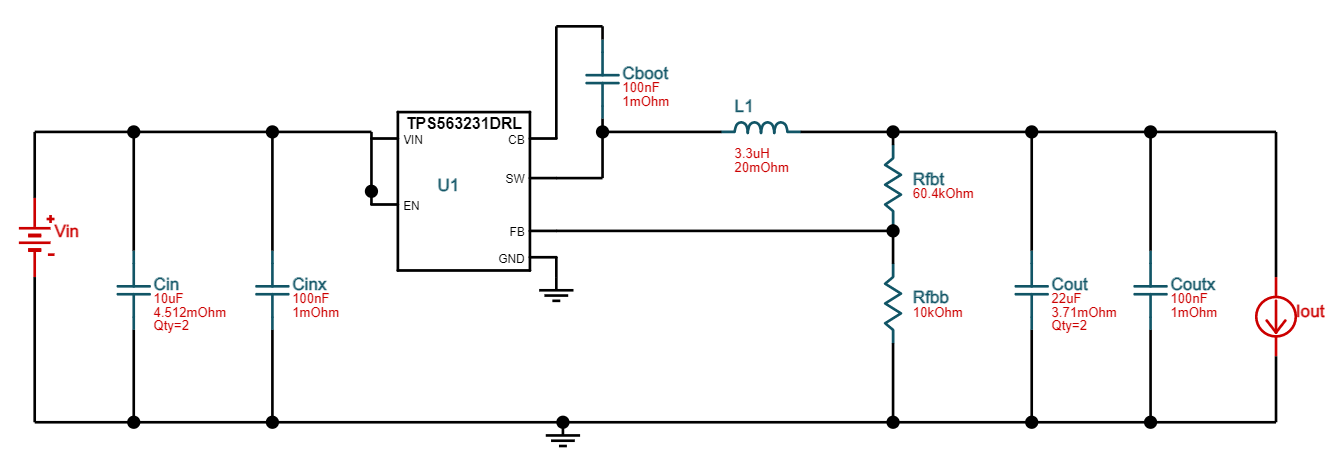 Cboot
100nF
1mOhm
L1
3.3uH
20mOhm
TPS563231DRL
VIN
CB
U1
SW
EN
FB
GND
Rfbt
60.4kOhm
+
Vin
-
Cin
10uF
4.512mOhm
Qty=2
Cinx
100nF
1mOhm
Rfbb
10kOhm
Cout
22uF
3.71mOhm
Qty=2
Coutx
100nF
1mOhm
Iout